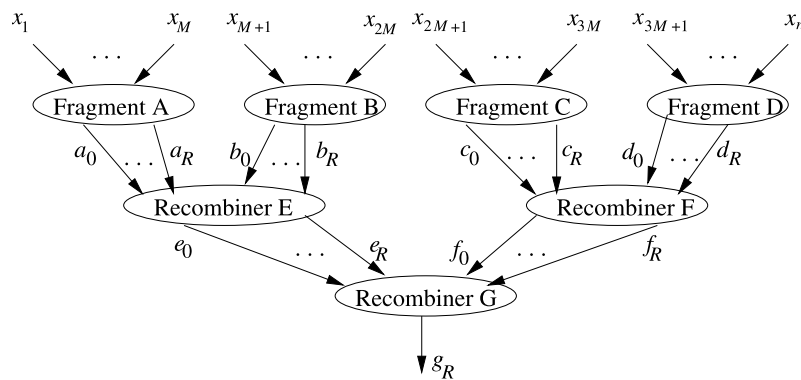 x1 ... xM xM+1 ... x2M x2M+1 ... x3M x3M+1 ... xn
Fragment A Fragment B Fragment C Fragment D
a0 ... aR b0 ... bR c0 ... cR d0 ... dR
Recombiner E Recombiner F
e0 ... eR f0 ... fR
Recombiner G
gR